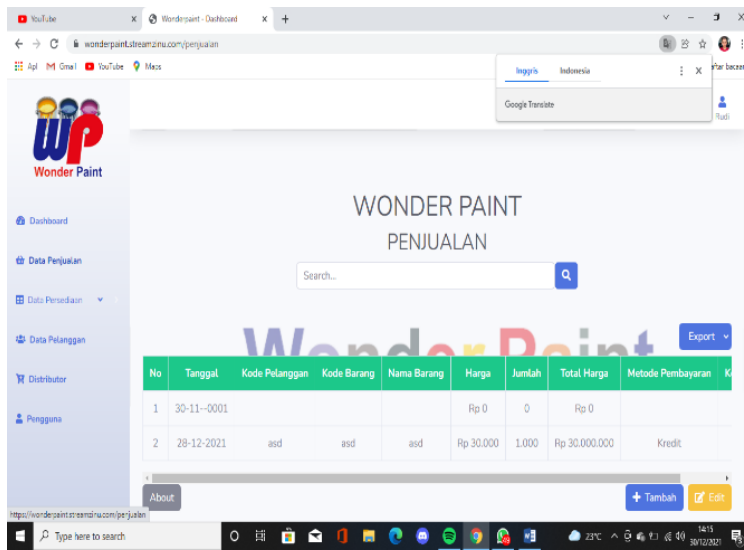 YouTube
Wonderpaint - Dashboard
wonderpaint.streamzinu.com/penjualan
Apl
Gmail
YouTube
Maps
Inggris
Indonesia
Google Translate
Rudi
WP
Wonder Paint
Dashboard
Data Penjualan
Data Persediaan
Data Pelanggan
Distributor
Pengguna
WONDER PAINT
PENJUALAN
Search...
Wonder Paint
Export
No Tanggal Kode Pelanggan Kode Barang Nama Barang Harga Jumlah Total Harga Metode Pembayaran
1 30-11--0001 Rp 0 0 Rp 0
2 28-12-2021 asd asd asd Rp 30.000 1.000 Rp 30.000.000 Kredit
About
Tambah
Edit
https://wonderpaint.streamzinu.com/penjualan
Type here to search
23°C
14:15
30/12/2021